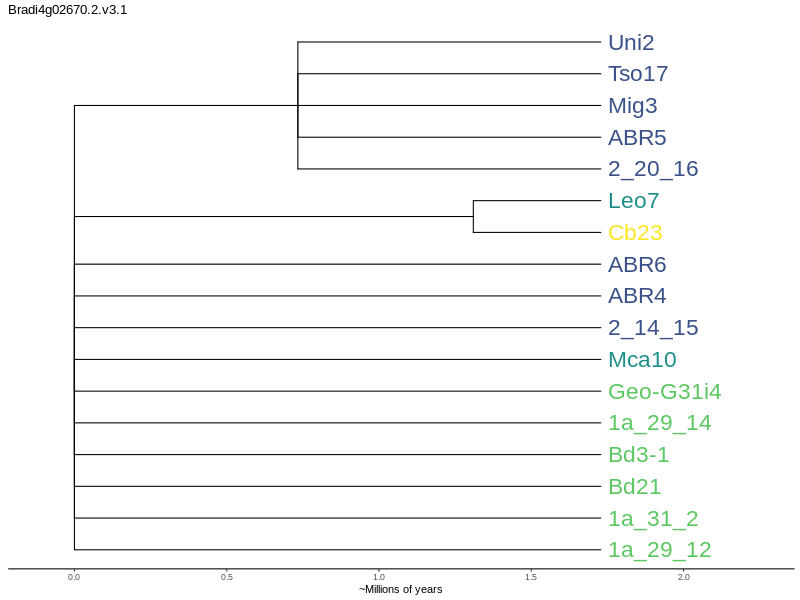 Bradi4g02670.2.v3.1
Uni2
Tso17
Mig3
ABR5
2_20_16
Leo7
Cb23
ABR6
ABR4
2_14_15
Mca10
Geo-G31i4
1a_29_14
Bd3-1
Bd21
1a_31_2
1a_29_12
0.0 0.5 1.0 1.5 2.0
~Millions of years